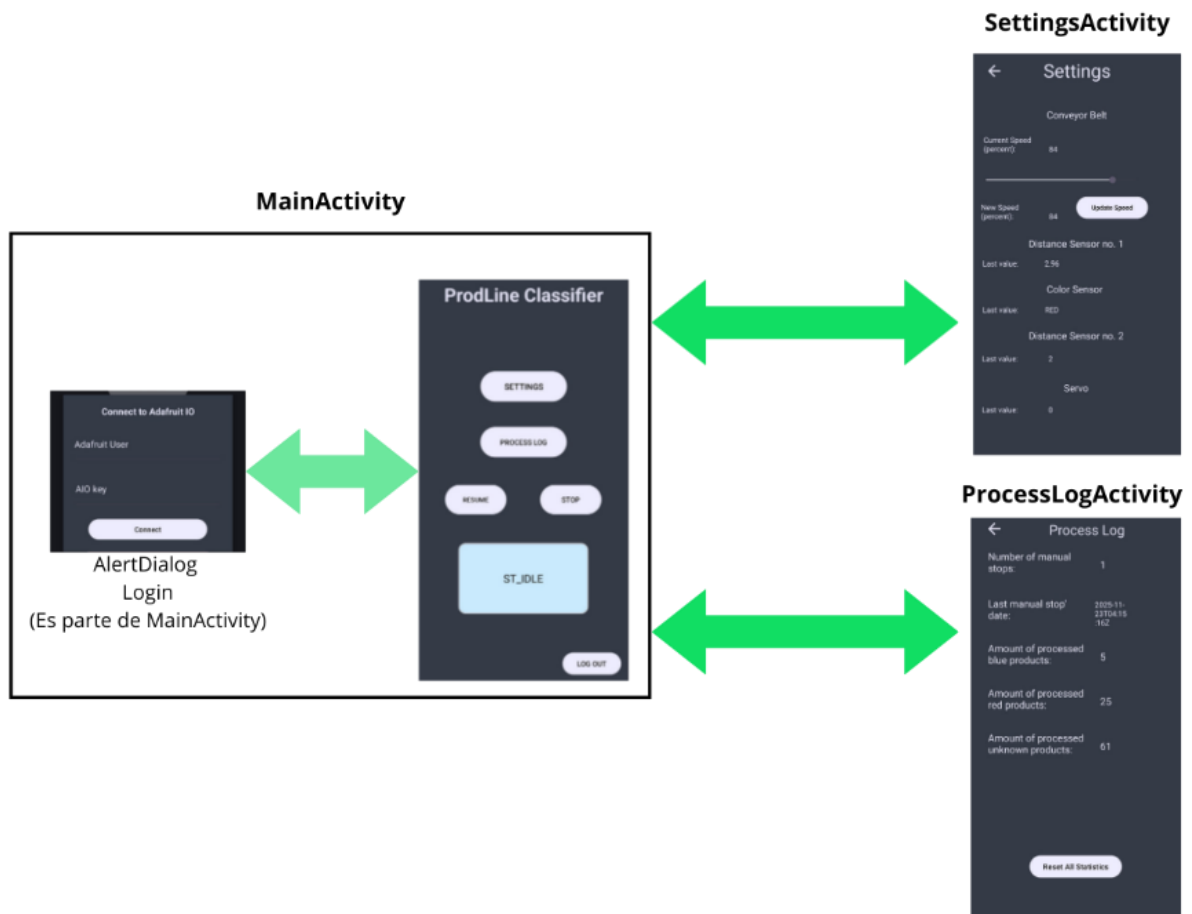 SettingsActivity
Settings
Conveyor Belt
Current Speed
(percent):
84
New Speed
(percent):
84
Update Speed
Distance Sensor no. 1
Last value:
2.96
Color Sensor
Last value:
RED
Distance Sensor no. 2
Last value:
2
Servo
Last value:
0
MainActivity
ProdLine Classifier
SETTINGS
PROCESS LOG
RESUME
STOP
ST_IDLE
LOG OUT
Connect to Adafruit IO
Adafruit User
AIO key
Connect
AlertDialog
Login
(Es parte de MainActivity)
ProcessLogActivity
Process Log
Number of manual
stops:
1
Last manual stop'
date:
2025-11-
23T04:15
:16Z
Amount of processed
blue products:
5
Amount of processed
red products:
25
Amount of processed
unknown products:
61
Reset All Statistics